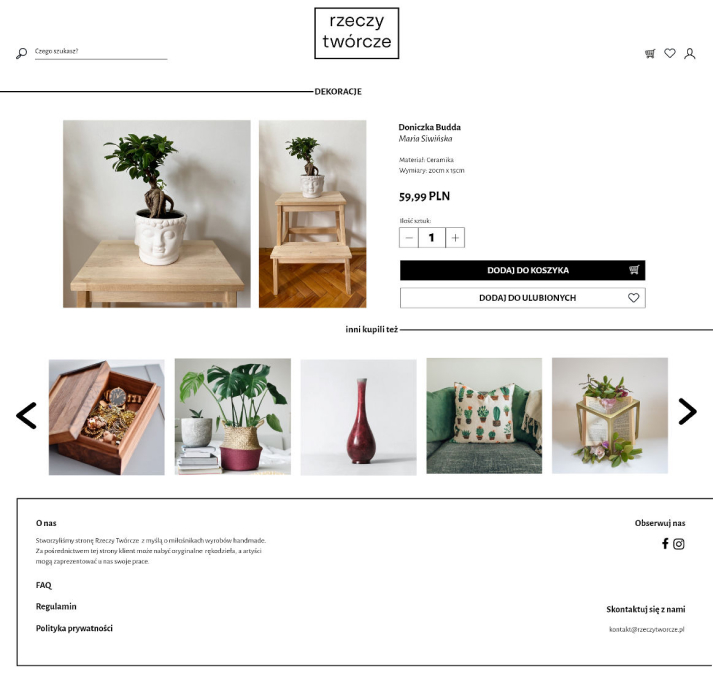 rzeczy
twórcze
Czego szukasz?
DEKORACJE
Doniczka Budda
Maria Siwińska
Materiał: Ceramika
Wymiary: 20cm x 15cm
59,99 PLN
Ilość sztuk:
1
DODAJ DO KOSZYKA
DODAJ DO ULUBIONYCH
inni kupili też
O nas
Stworzyliśmy stronę Rzeczy Twórcze z myślą o miłośnikach wyrobów handmade.
Za pośrednictwem tej strony klient może nabyć oryginalne rękodzieła, a artyści
mogą zaprezentować u nas swoje prace.
FAQ
Regulamin
Polityka prywatności
Obserwuj nas
Skontaktuj się z nami
kontakt@rzeczytworcze.pl